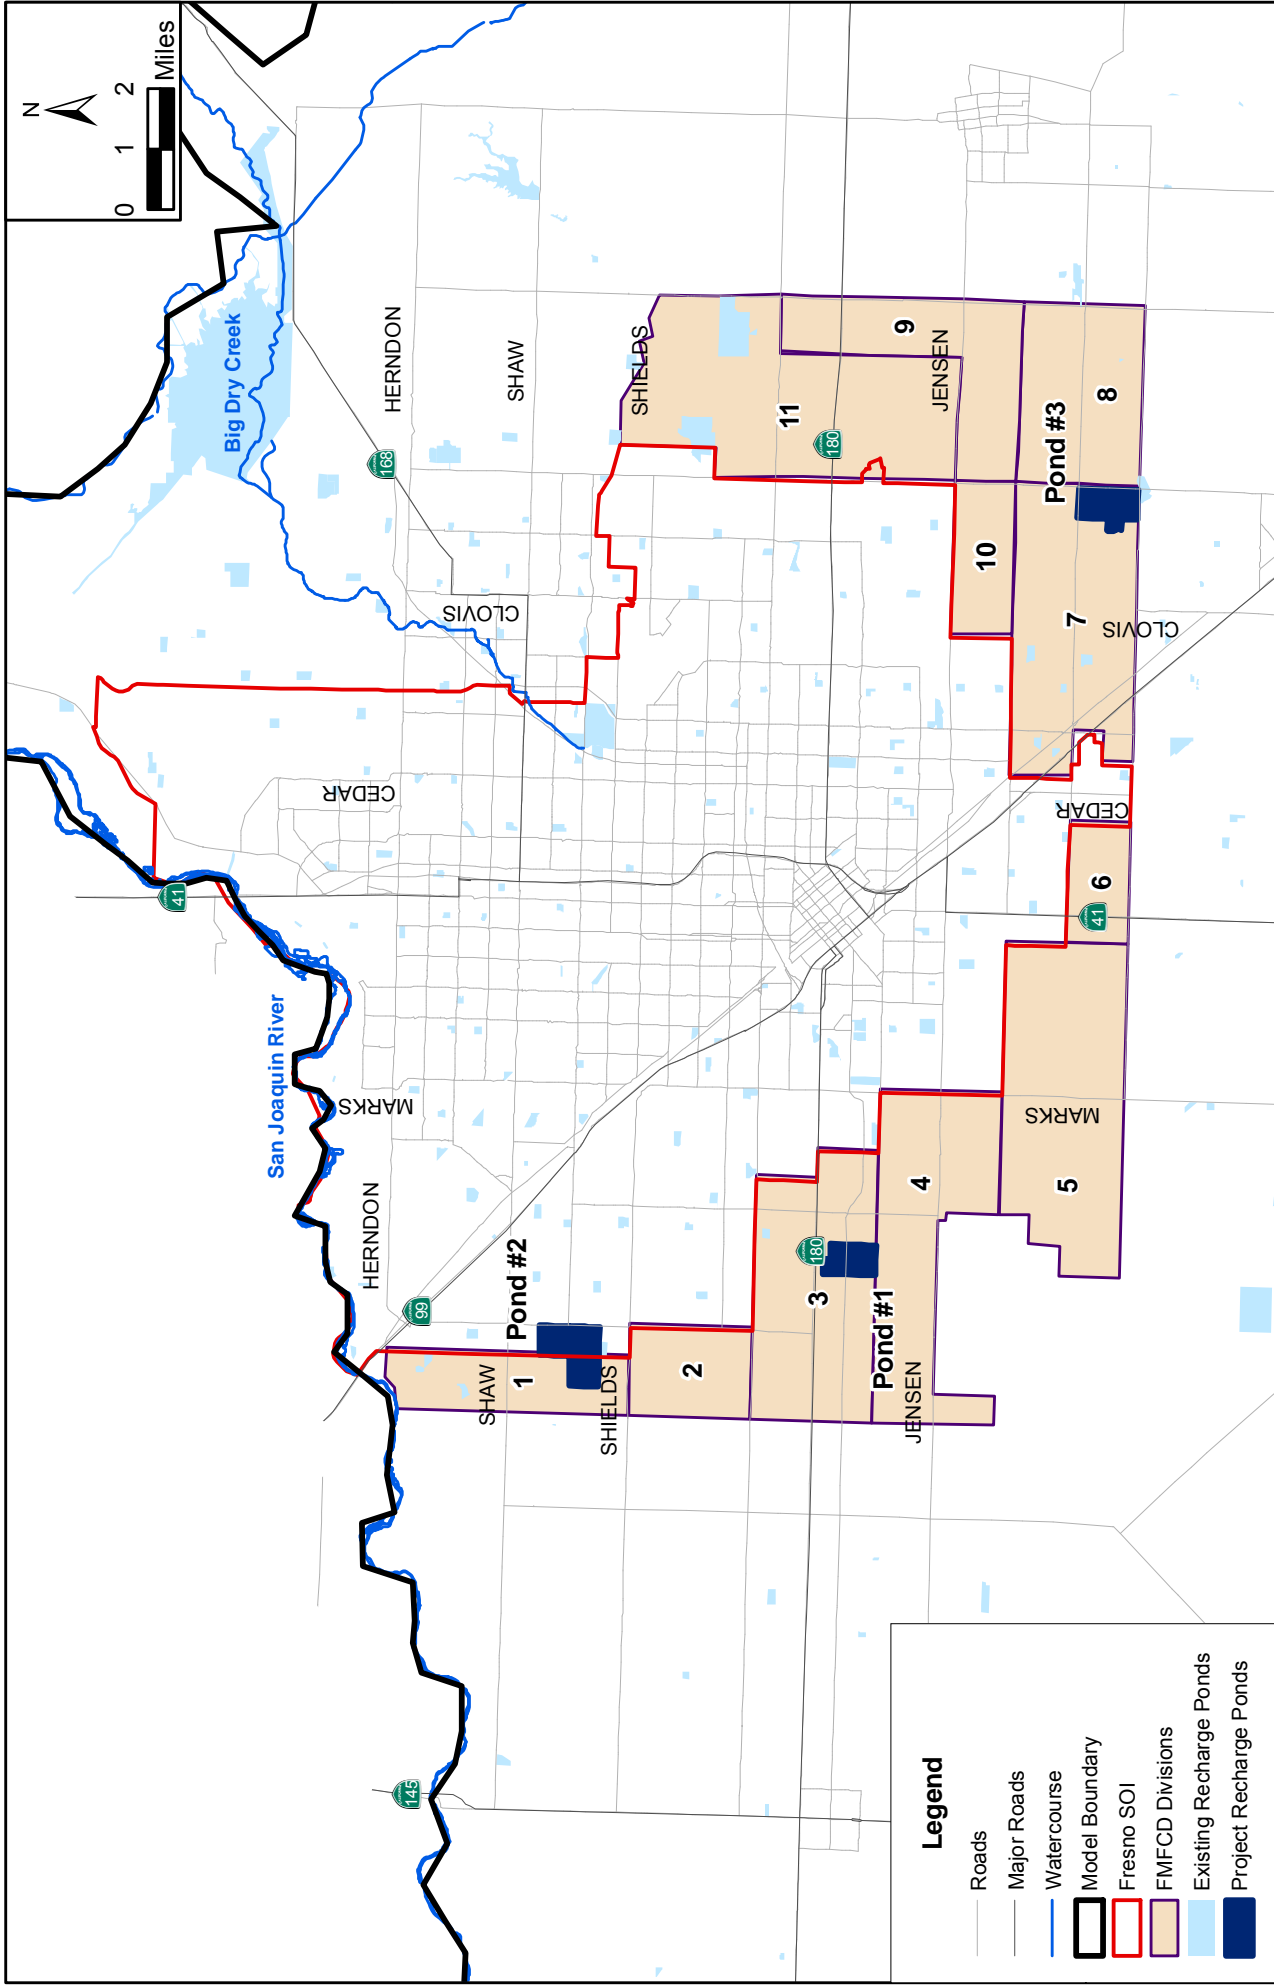 N
0 1 2
Miles
Big Dry Creek
San Joaquin River
HERNDON
HERNDON
SHAW
SHAW
SHIELDS
SHIELDS
JENSEN
JENSEN
MARKS
MARKS
CEDAR
CEDAR
CLOVIS
CLOVIS
168
41
99
145
180
180
41
Pond #2
Pond #1
Pond #3
1
2
3
4
5
6
7
8
9
10
11
Legend
Roads
Major Roads
Watercourse
Model Boundary
Fresno SOI
FMFCD Divisions
Existing Recharge Ponds
Project Recharge Ponds